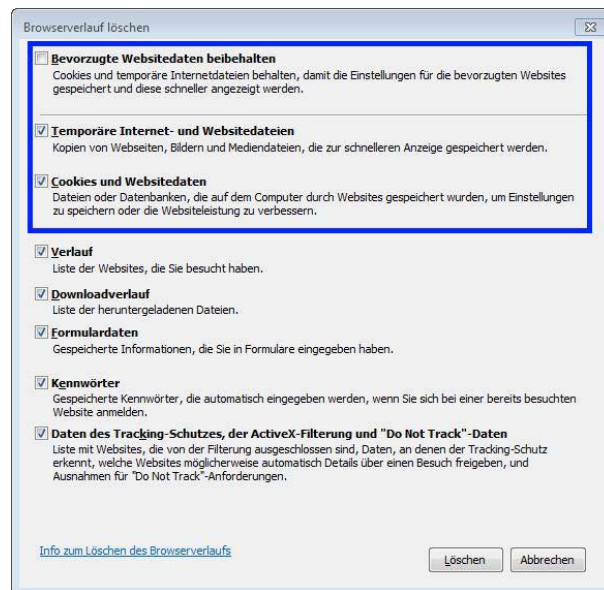 Browserverlauf löschen
Bevorzugte Websitedaten beibehalten
Cookies und temporäre Internetdateien behalten, damit die Einstellungen für die bevorzugten Websites
gespeichert und diese schneller angezeigt werden.
Temporäre Internet- und Websitedateien
Kopien von Webseiten, Bildern und Mediendateien, die zur schnelleren Anzeige gespeichert werden.
Cookies und Websitedaten
Dateien oder Datenbanken, die auf dem Computer durch Websites gespeichert wurden, um Einstellungen
zu speichern oder die Websiteleistung zu verbessern.
Verlauf
Liste der Websites, die Sie besucht haben.
Downloadverlauf
Liste der heruntergeladenen Dateien.
Formulardaten
Gespeicherte Informationen, die Sie in Formulare eingegeben haben.
Kennwörter
Gespeicherte Kennwörter, die automatisch eingegeben werden, wenn Sie sich bei einer bereits besuchten
Website anmelden.
Daten des Tracking-Schutzes, der ActiveX-Filterung und "Do Not Track"-Daten
Liste mit Websites, die von der Filterung ausgeschlossen sind, Daten, an denen der Tracking-Schutz
erkennt, welche Websites möglicherweise automatisch Details über einen Besuch freigeben, und
Ausnahmen für "Do Not Track"-Anforderungen.
Info zum Löschen des Browserverlaufs
Löschen
Abbrechen